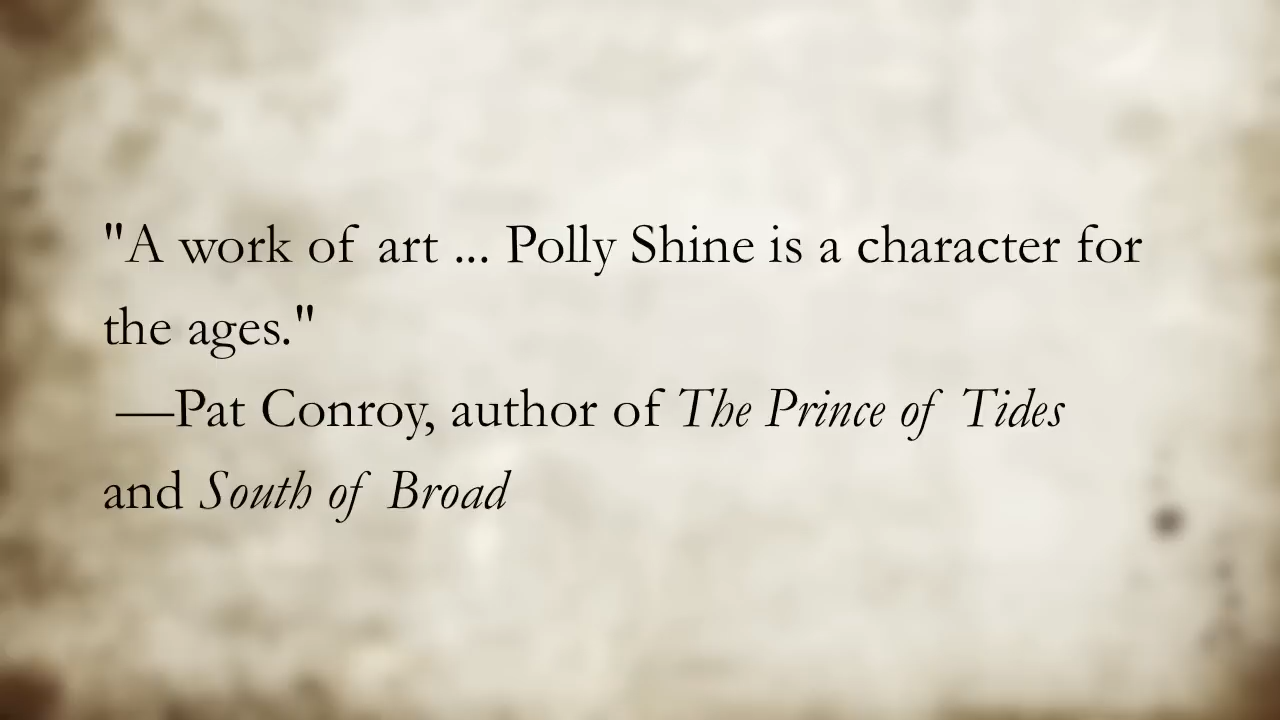 "A work of art ... Polly Shine is a character for
the ages."
—Pat Conroy, author of The Prince of Tides
and South of Broad